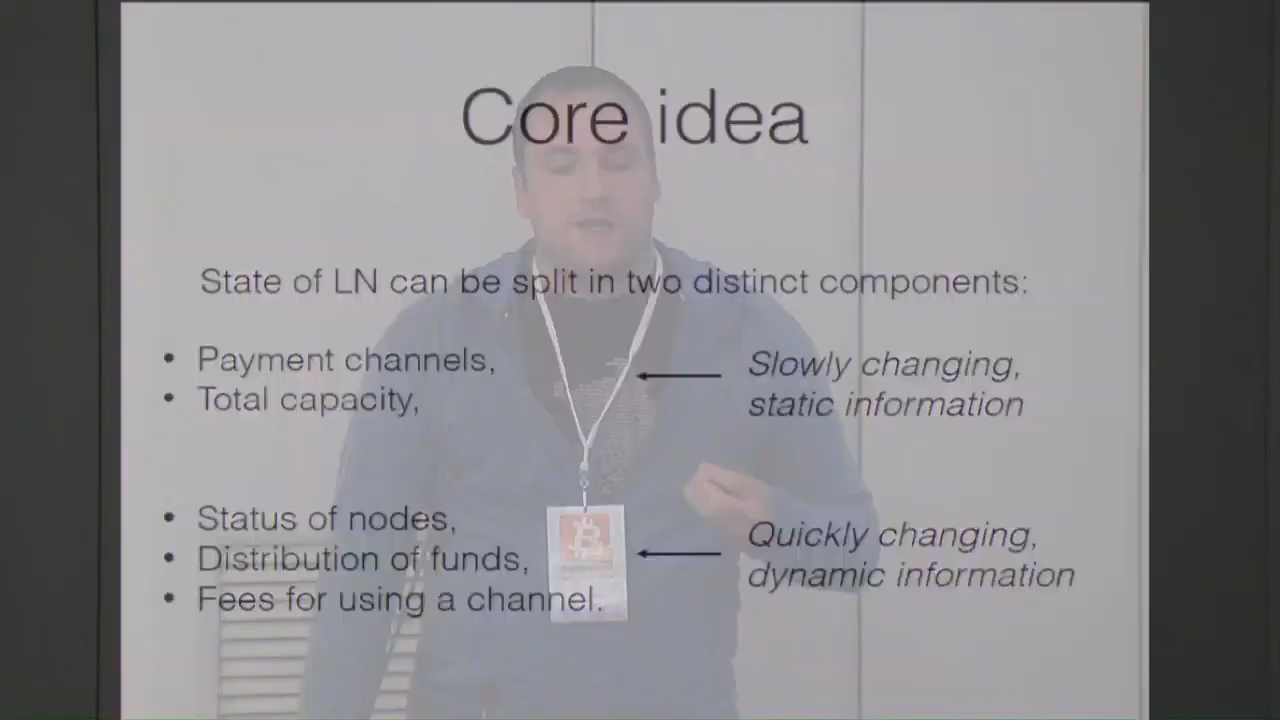 Core idea
State of LN can be split in two distinct components:
• Payment channels,
• Total capacity,
Slowly changing,
static information
• Status of nodes,
• Distribution of funds,
• Fees for using a channel.
Quickly changing,
dynamic information